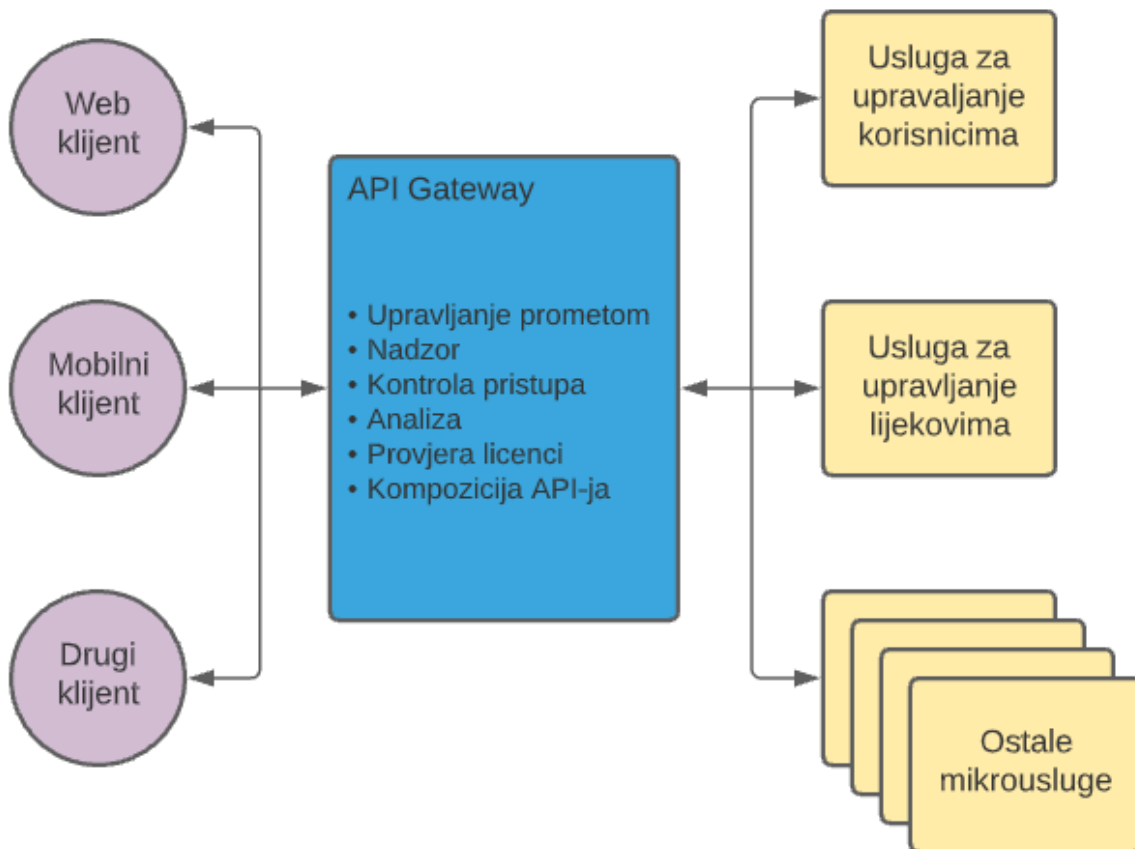 Web
klijent
Mobilni
klijent
Drugi
klijent
API Gateway
• Upravljanje prometom
• Nadzor
• Kontrola pristupa
• Analiza
• Provjera licenci
• Kompozicija API-ja
Usluga za
upravaljanje
korisnicima
Usluga za
upravljanje
lijekovima
Ostale
mikrousluge